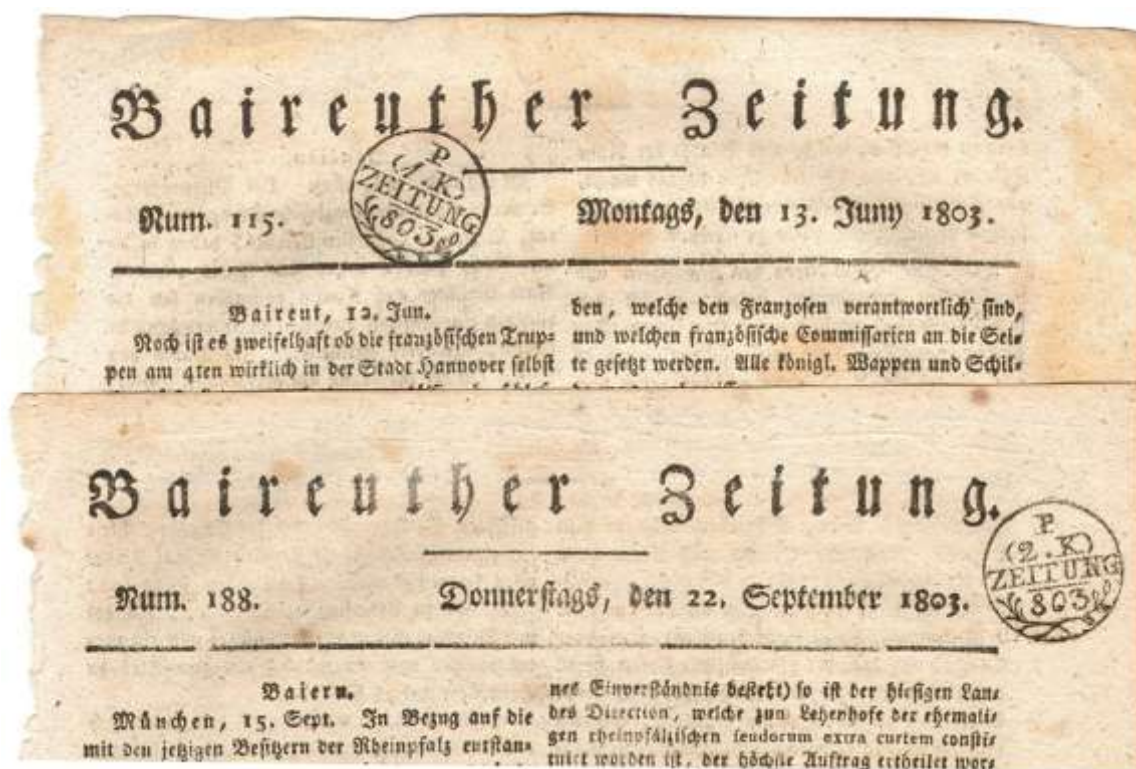 Baireuther Zeitung.
P
(1.K)
ZEITUNG
803
Num. 115.
Montags, den 13. Juny 1803.
Baireut, 12. Jun.
Noch ist es zweifelhaft ob die französischen Trup-
pen am 4ten wirklich in der Stadt Hannover selbst
den, welche den Franzosen verantwortlich sind,
und welchen französische Commissarien an die Sei-
te gesetzt werden. Alle königl. Wappen und Schil-
Baireuther Zeitung.
P
(2.K)
ZEITUNG
803
Num. 188.
Donnerstags, den 22. September 1803.
Baiern.
München, 15. Sept. In Bezug auf die
mit den jetzigen Besitzern der Rheinpfalz entstan-
nes Einverständnis besteht) so ist der hiesigen Lan-
des Direction, welche zum Lehenhofe der ehemali-
gen rheinpfälzischen feudorum extra curtem consti-
tuirt worden ist, der höchste Auftrag ertheilet wor-